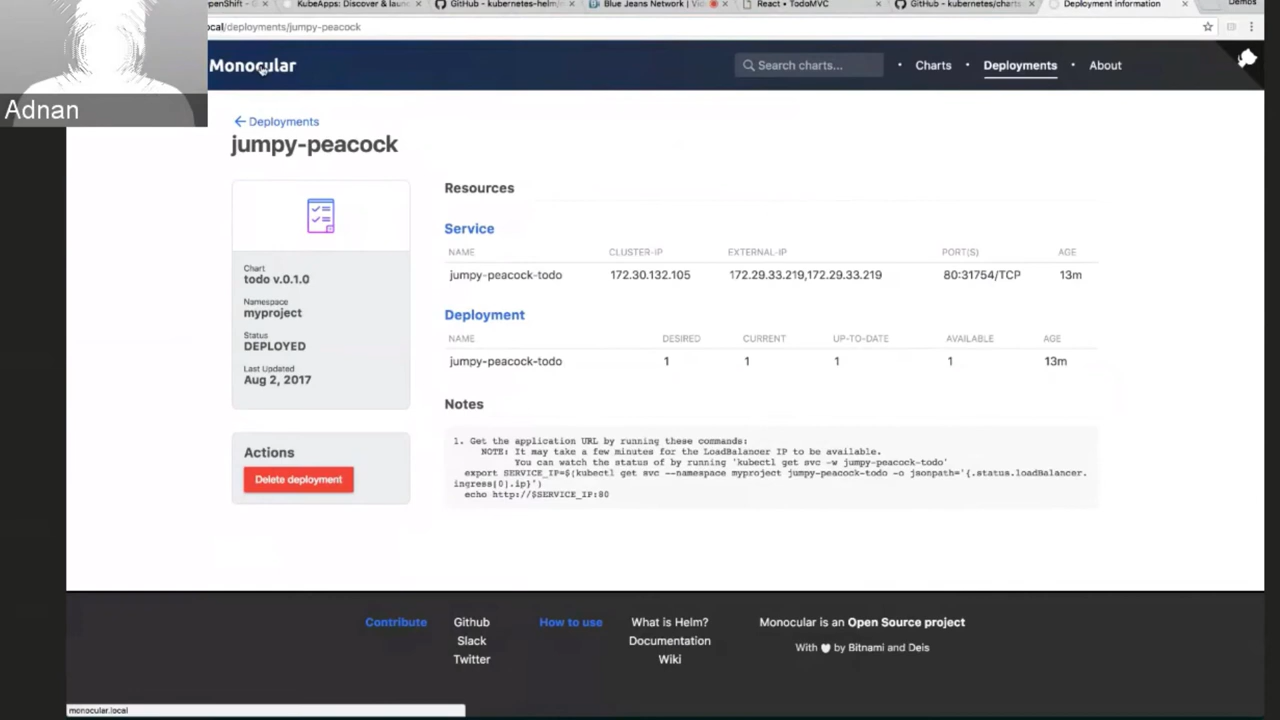 OpenShift -
KubeApps: Discover & laun
GitHub - kubernetes-helm/
Blue Jeans Network | Vi
React • TodoMVC
GitHub - kubernetes/charts
Deployment information
Demos
cal/deployments/jumpy-peacock
Adnan
Monocular
Search charts...
• Charts • Deployments • About
← Deployments
jumpy-peacock
Chart
todo v.0.1.0
Namespace
myproject
Status
DEPLOYED
Last Updated
Aug 2, 2017
Actions
Delete deployment
Resources
Service
NAME CLUSTER-IP EXTERNAL-IP PORT(S) AGE
jumpy-peacock-todo 172.30.132.105 172.29.33.219,172.29.33.219 80:31754/TCP 13m
Deployment
NAME DESIRED CURRENT UP-TO-DATE AVAILABLE AGE
jumpy-peacock-todo 1 1 1 1 13m
Notes
1. Get the application URL by running these commands:
NOTE: It may take a few minutes for the LoadBalancer IP to be available.
You can watch the status of by running 'kubectl get svc -w jumpy-peacock-todo'
export SERVICE_IP=$(kubectl get svc --namespace myproject jumpy-peacock-todo -o jsonpath='{.status.loadBalancer.
ingress[0].ip}')
echo http://$SERVICE_IP:80
Contribute
Github
Slack
Twitter
How to use
What is Helm?
Documentation
Wiki
Monocular is an Open Source project
With ♥ by Bitnami and Deis
monocular.local